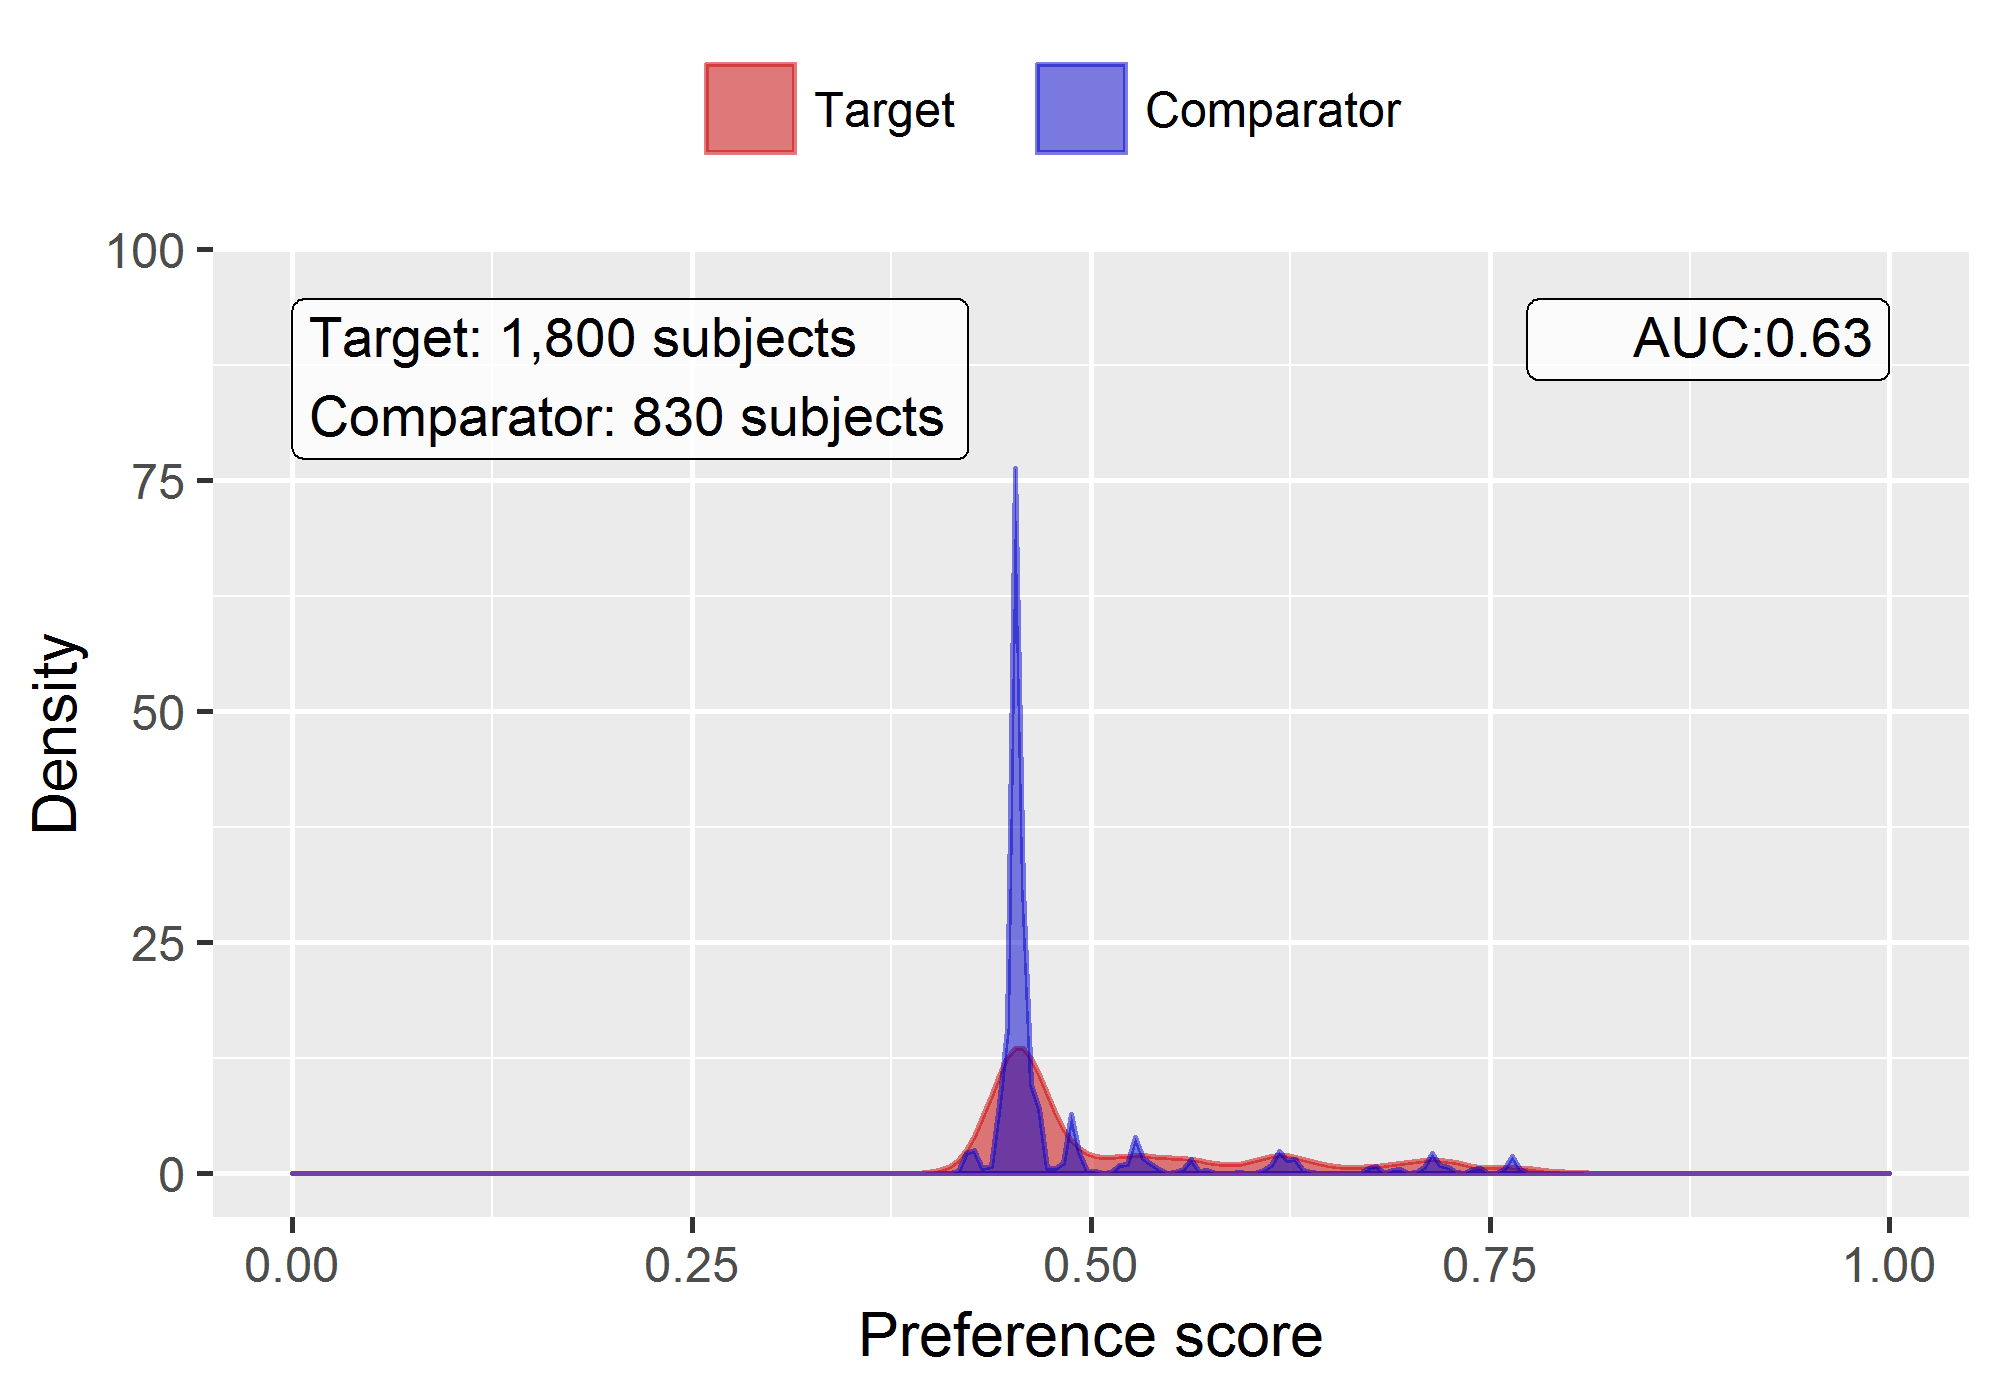 Target
Comparator
100
75
50
25
0
Density
Target: 1,800 subjects
Comparator: 830 subjects
AUC:0.63
0.00
0.25
0.50
0.75
1.00
Preference score